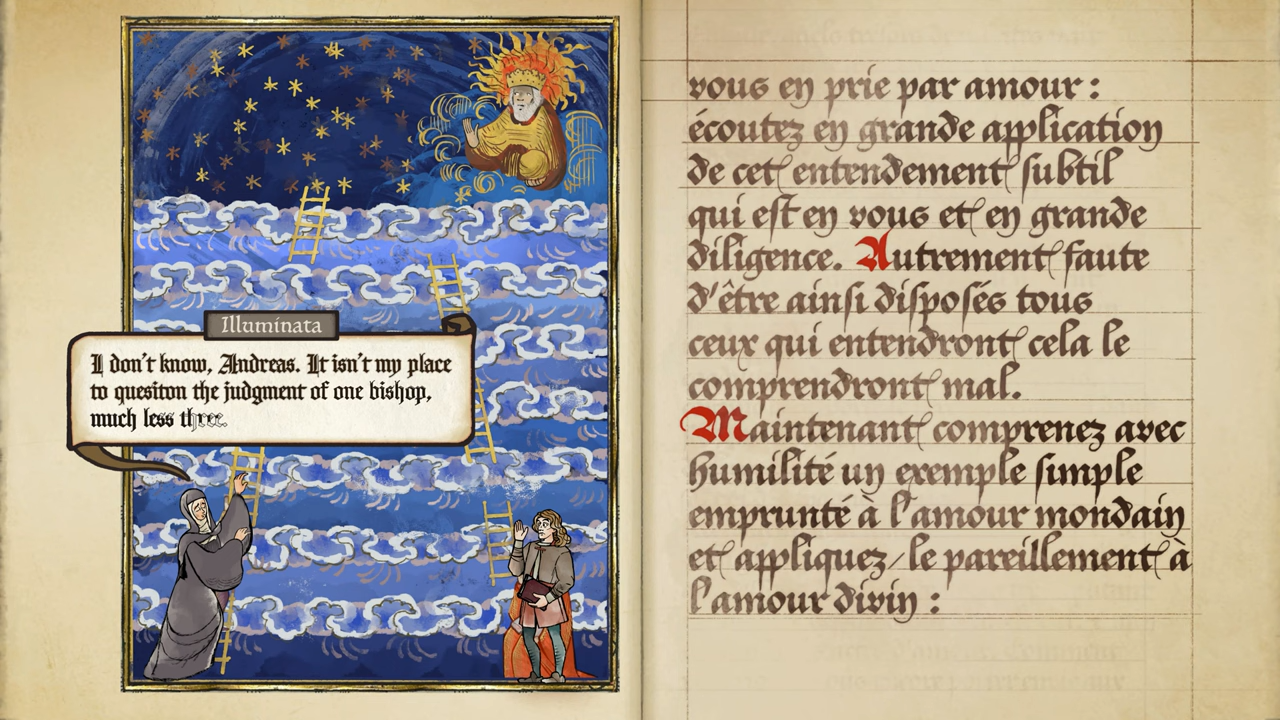 Illuminata
I don't know, Andreas. It isn't my place
to quesiton the judgment of one bishop,
much less three.
vous en prie par amour :
écoutez en grande application
de cet entendement subtil
qui est en vous et en grande
diligence. Autrement faute
d'être ainsi disposés tous
ceux qui entendront cela le
comprendront mal.
Maintenant comprenez avec
humilité un exemple simple
emprunté à l'amour mondain
et appliquez-le pareillement à
l'amour divin :